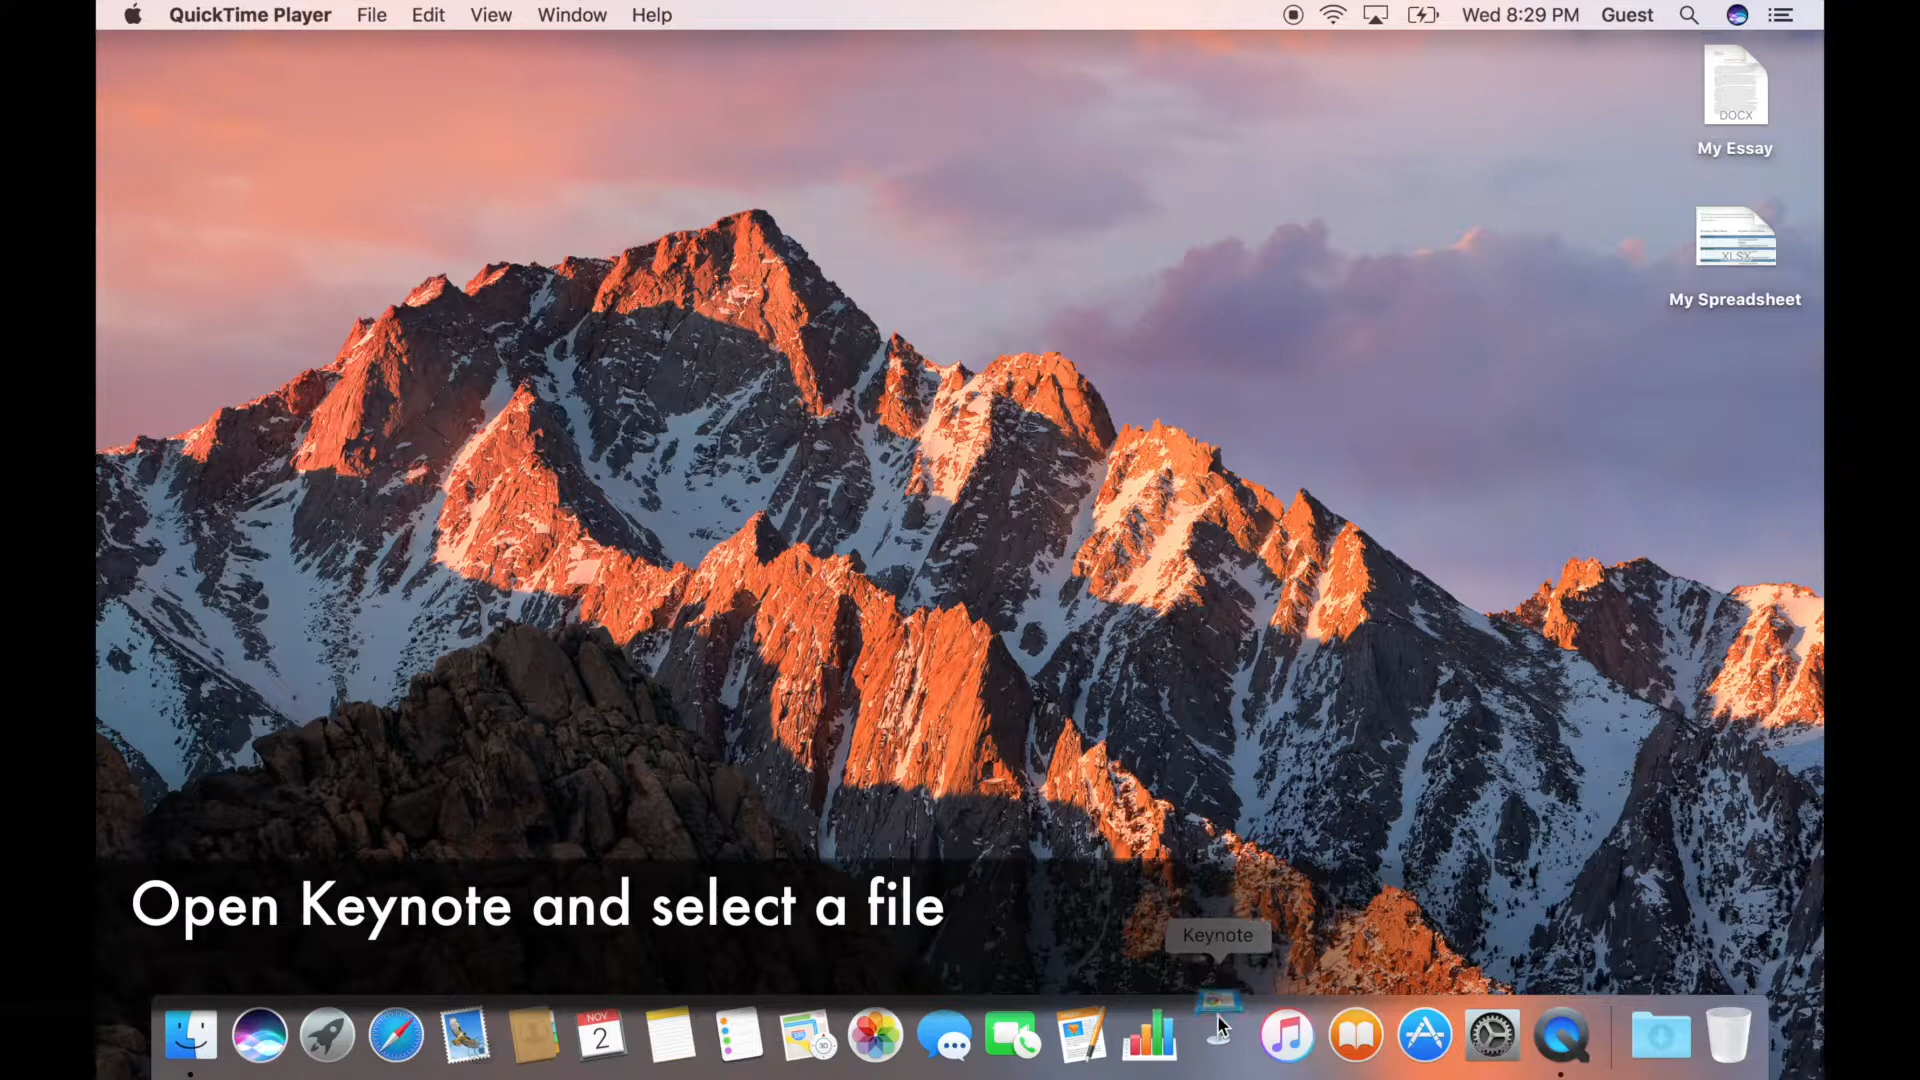 QuickTime Player File Edit View Window Help Wed 8:29 PM Guest
DOCX
My Essay
XLSX
My Spreadsheet
Open Keynote and select a file
Keynote
NOV
2
3D